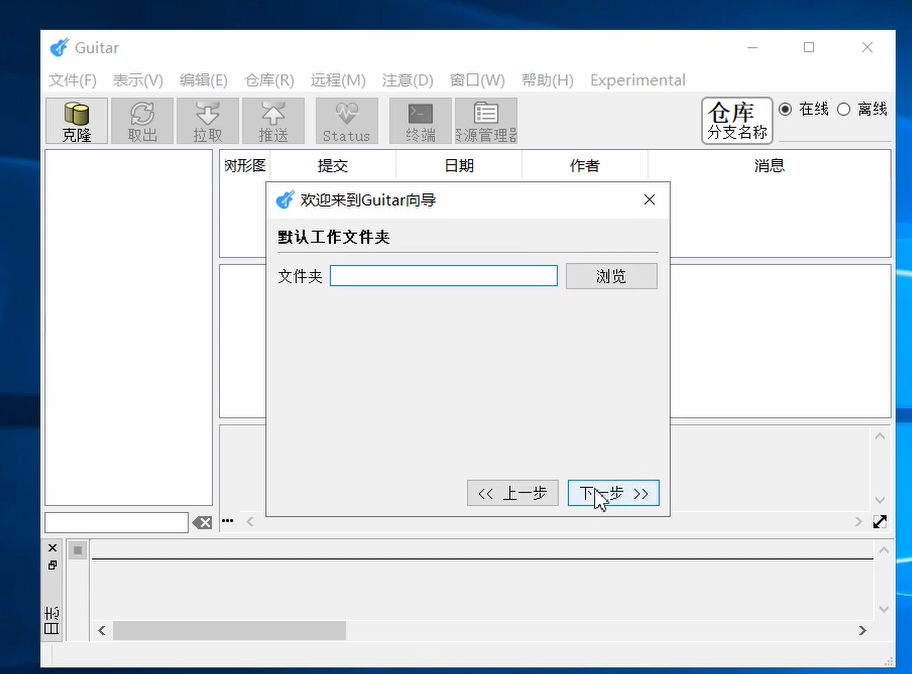 Guitar
文件(F) 表示(V) 编辑(E) 仓库(R) 远程(M) 注意(D) 窗口(W) 帮助(H) Experimental
克隆 取出 拉取 推送 Status 终端 资源管理器
仓库
分支名称
在线 离线
树形图 提交 日期 作者 消息
欢迎来到Guitar向导
默认工作文件夹
文件夹 浏览
<< 上一步 下一步 >>